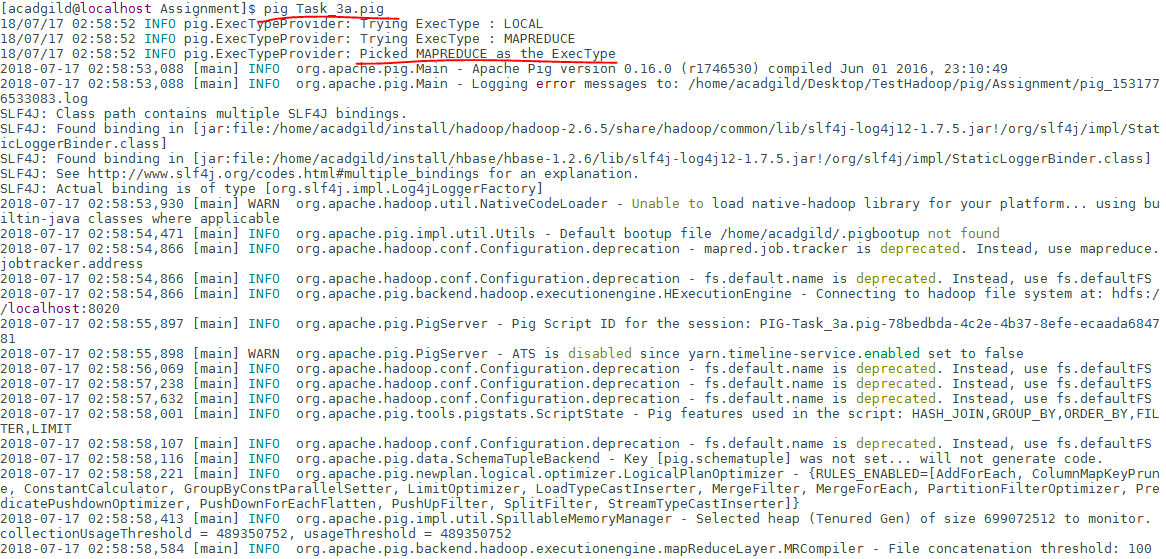 [acadgild@localhost Assignment]$ pig Task_3a.pig
18/07/17 02:58:52 INFO pig.ExecTypeProvider: Trying ExecType : LOCAL
18/07/17 02:58:52 INFO pig.ExecTypeProvider: Trying ExecType : MAPREDUCE
18/07/17 02:58:52 INFO pig.ExecTypeProvider: Picked MAPREDUCE as the ExecType
2018-07-17 02:58:53,088 [main] INFO  org.apache.pig.Main - Apache Pig version 0.16.0 (r1746530) compiled Jun 01 2016, 23:10:49
2018-07-17 02:58:53,088 [main] INFO  org.apache.pig.Main - Logging error messages to: /home/acadgild/Desktop/TestHadoop/pig/Assignment/pig_153177
6533083.log
SLF4J: Class path contains multiple SLF4J bindings.
SLF4J: Found binding in [jar:file:/home/acadgild/install/hadoop/hadoop-2.6.5/share/hadoop/common/lib/slf4j-log4j12-1.7.5.jar!/org/slf4j/impl/Stat
icLoggerBinder.class]
SLF4J: Found binding in [jar:file:/home/acadgild/install/hbase/hbase-1.2.6/lib/slf4j-log4j12-1.7.5.jar!/org/slf4j/impl/StaticLoggerBinder.class]
SLF4J: See http://www.slf4j.org/codes.html#multiple_bindings for an explanation.
SLF4J: Actual binding is of type [org.slf4j.impl.Log4jLoggerFactory]
2018-07-17 02:58:53,930 [main] WARN  org.apache.hadoop.util.NativeCodeLoader - Unable to load native-hadoop library for your platform... using bu
iltin-java classes where applicable
2018-07-17 02:58:54,471 [main] INFO  org.apache.pig.impl.util.Utils - Default bootup file /home/acadgild/.pigbootup not found
2018-07-17 02:58:54,866 [main] INFO  org.apache.hadoop.conf.Configuration.deprecation - mapred.job.tracker is deprecated. Instead, use mapreduce.
jobtracker.address
2018-07-17 02:58:54,866 [main] INFO  org.apache.hadoop.conf.Configuration.deprecation - fs.default.name is deprecated. Instead, use fs.defaultFS
2018-07-17 02:58:54,866 [main] INFO  org.apache.pig.backend.hadoop.executionengine.HExecutionEngine - Connecting to hadoop file system at: hdfs:/
/localhost:8020
2018-07-17 02:58:55,897 [main] INFO  org.apache.pig.PigServer - Pig Script ID for the session: PIG-Task_3a.pig-78bedbda-4c2e-4b37-8efe-ecaada6847
81
2018-07-17 02:58:55,898 [main] WARN  org.apache.pig.PigServer - ATS is disabled since yarn.timeline-service.enabled set to false
2018-07-17 02:58:56,069 [main] INFO  org.apache.hadoop.conf.Configuration.deprecation - fs.default.name is deprecated. Instead, use fs.defaultFS
2018-07-17 02:58:57,238 [main] INFO  org.apache.hadoop.conf.Configuration.deprecation - fs.default.name is deprecated. Instead, use fs.defaultFS
2018-07-17 02:58:57,632 [main] INFO  org.apache.hadoop.conf.Configuration.deprecation - fs.default.name is deprecated. Instead, use fs.defaultFS
2018-07-17 02:58:58,001 [main] INFO  org.apache.pig.tools.pigstats.ScriptState - Pig features used in the script: HASH_JOIN,GROUP_BY,ORDER_BY,FIL
TER,LIMIT
2018-07-17 02:58:58,107 [main] INFO  org.apache.hadoop.conf.Configuration.deprecation - fs.default.name is deprecated. Instead, use fs.defaultFS
2018-07-17 02:58:58,116 [main] INFO  org.apache.pig.data.SchemaTupleBackend - Key [pig.schematuple] was not set... will not generate code.
2018-07-17 02:58:58,221 [main] INFO  org.apache.pig.newplan.logical.optimizer.LogicalPlanOptimizer - {RULES_ENABLED=[AddForEach, ColumnMapKeyPrun
e, ConstantCalculator, GroupByConstParallelSetter, LimitOptimizer, LoadTypeCastInserter, MergeFilter, MergeForEach, PartitionFilterOptimizer, Pre
dicatePushdownOptimizer, PushDownForEachFlatten, PushUpFilter, SplitFilter, StreamTypeCastInserter]}
2018-07-17 02:58:58,413 [main] INFO  org.apache.pig.impl.util.SpillableMemoryManager - Selected heap (Tenured Gen) of size 699072512 to monitor.
collectionUsageThreshold = 489350752, usageThreshold = 489350752
2018-07-17 02:58:58,584 [main] INFO  org.apache.pig.backend.hadoop.executionengine.mapReduceLayer.MRCompiler - File concatenation threshold: 100